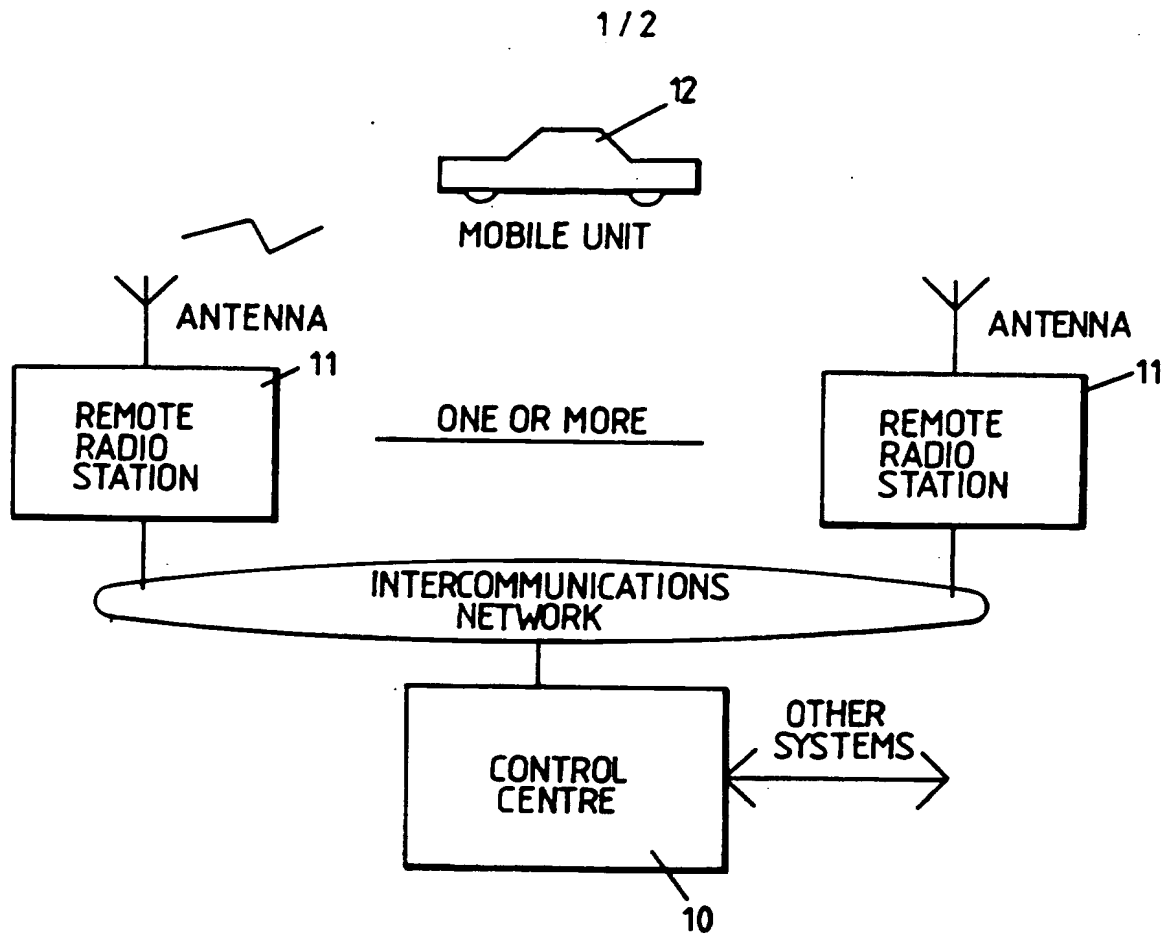 1/2
12
MOBILE UNIT
ANTENNA
ANTENNA
11
11
REMOTE
RADIO
STATION
ONE OR MORE
REMOTE
RADIO
STATION
INTERCOMMUNICATIONS
NETWORK
OTHER
SYSTEMS
CONTROL
CENTRE
10